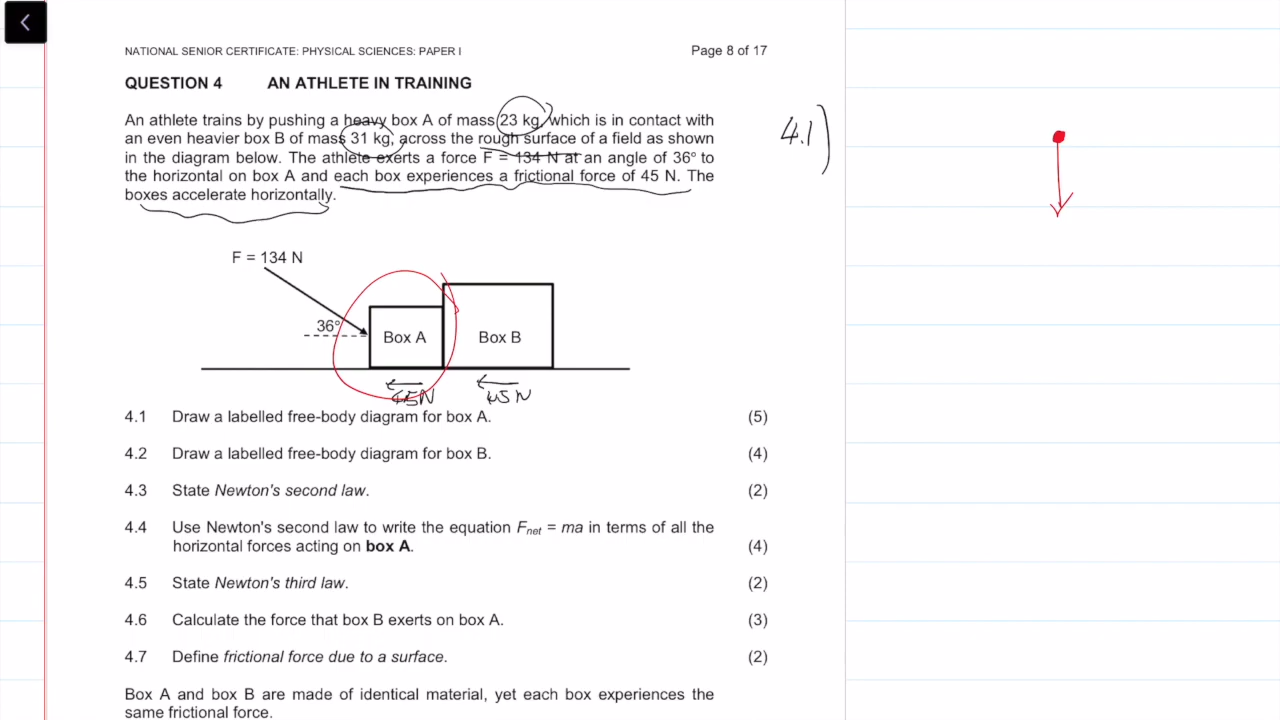 NATIONAL SENIOR CERTIFICATE: PHYSICAL SCIENCES: PAPER I Page 8 of 17
QUESTION 4 AN ATHLETE IN TRAINING
An athlete trains by pushing a heavy box A of mass 23 kg, which is in contact with
an even heavier box B of mass 31 kg, across the rough surface of a field as shown
in the diagram below. The athlete exerts a force F = 134 N at an angle of 36° to
the horizontal on box A and each box experiences a frictional force of 45 N. The
boxes accelerate horizontally.
4.1)
F = 134 N
36°
Box A
Box B
45N
45N
4.1 Draw a labelled free-body diagram for box A. (5)
4.2 Draw a labelled free-body diagram for box B. (4)
4.3 State Newton's second law. (2)
4.4 Use Newton's second law to write the equation Fnet = ma in terms of all the
horizontal forces acting on box A. (4)
4.5 State Newton's third law. (2)
4.6 Calculate the force that box B exerts on box A. (3)
4.7 Define frictional force due to a surface. (2)
Box A and box B are made of identical material, yet each box experiences the
same frictional force.